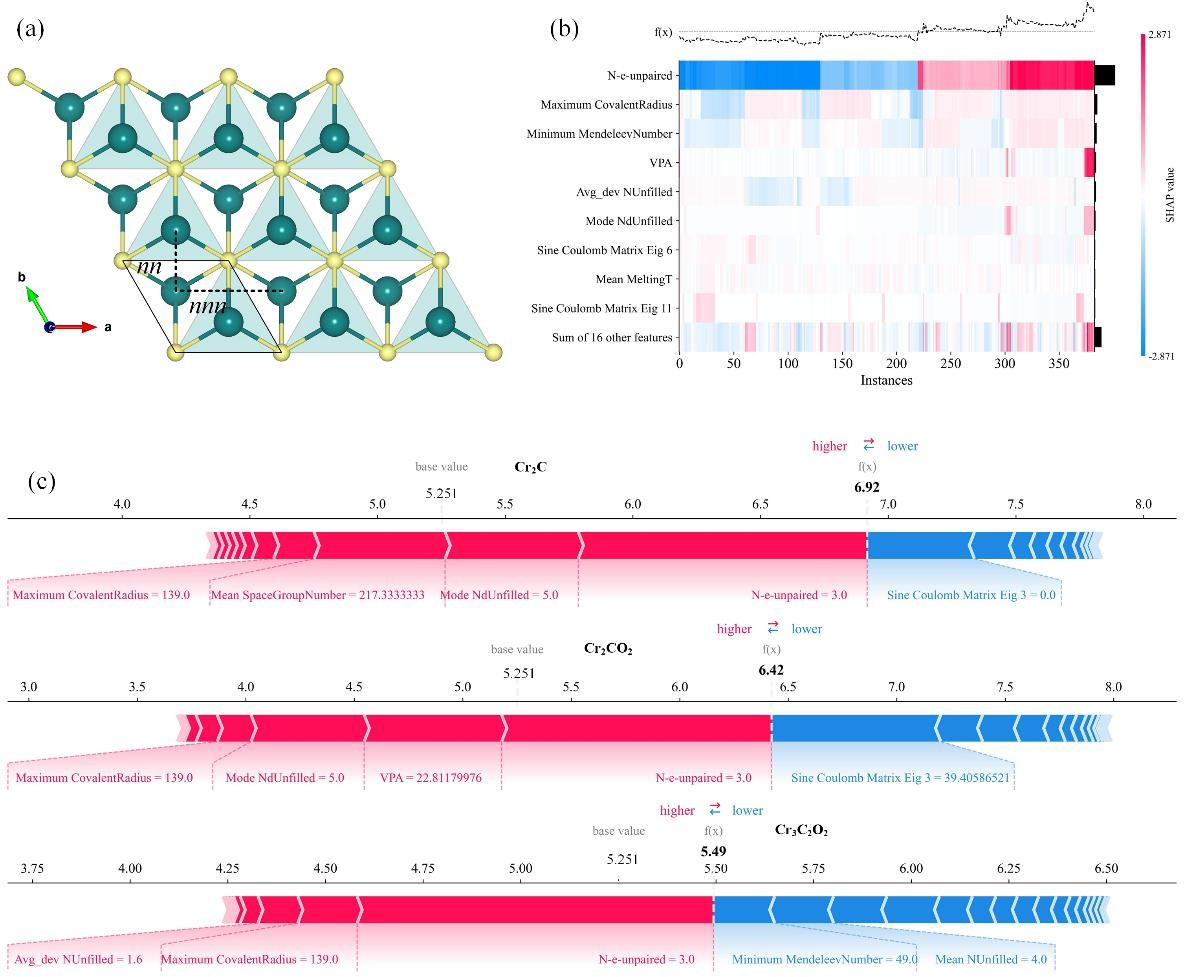 (a)
nn
nnn
b
a
(b)
f(x)
N-e-unpaired
Maximum CovalentRadius
Minimum MendeleevNumber
VPA
Avg_dev NUnfilled
Mode NdUnfilled
Sine Coulomb Matrix Eig 6
Mean MeltingT
Sine Coulomb Matrix Eig 11
Sum of 16 other features
0 50 100 150 200 250 300 350
Instances
2.871
SHAP value
-2.871
(c)
higher ⇄ lower
base value Cr₂C f(x)
5.251 6.92
4.0 4.5 5.0 5.5 6.0 6.5 7.0 7.5 8.0
Maximum CovalentRadius = 139.0 Mean SpaceGroupNumber = 217.3333333 Mode NdUnfilled = 5.0 N-e-unpaired = 3.0 Sine Coulomb Matrix Eig 3 = 0.0
higher ⇄ lower
base value Cr₂CO₂ f(x)
5.251 6.42
3.0 3.5 4.0 4.5 5.0 5.5 6.0 6.5 7.0 7.5 8.0
Maximum CovalentRadius = 139.0 Mode NdUnfilled = 5.0 VPA = 22.81179976 N-e-unpaired = 3.0 Sine Coulomb Matrix Eig 3 = 39.40586521
higher ⇄ lower
base value f(x) Cr₃C₂O₂
5.251 5.49
3.75 4.00 4.25 4.50 4.75 5.00 5.25 5.50 5.75 6.00 6.25 6.50
Avg_dev NUnfilled = 1.6 Maximum CovalentRadius = 139.0 N-e-unpaired = 3.0 Minimum MendeleevNumber = 49.0 Mean NUnfilled = 4.0